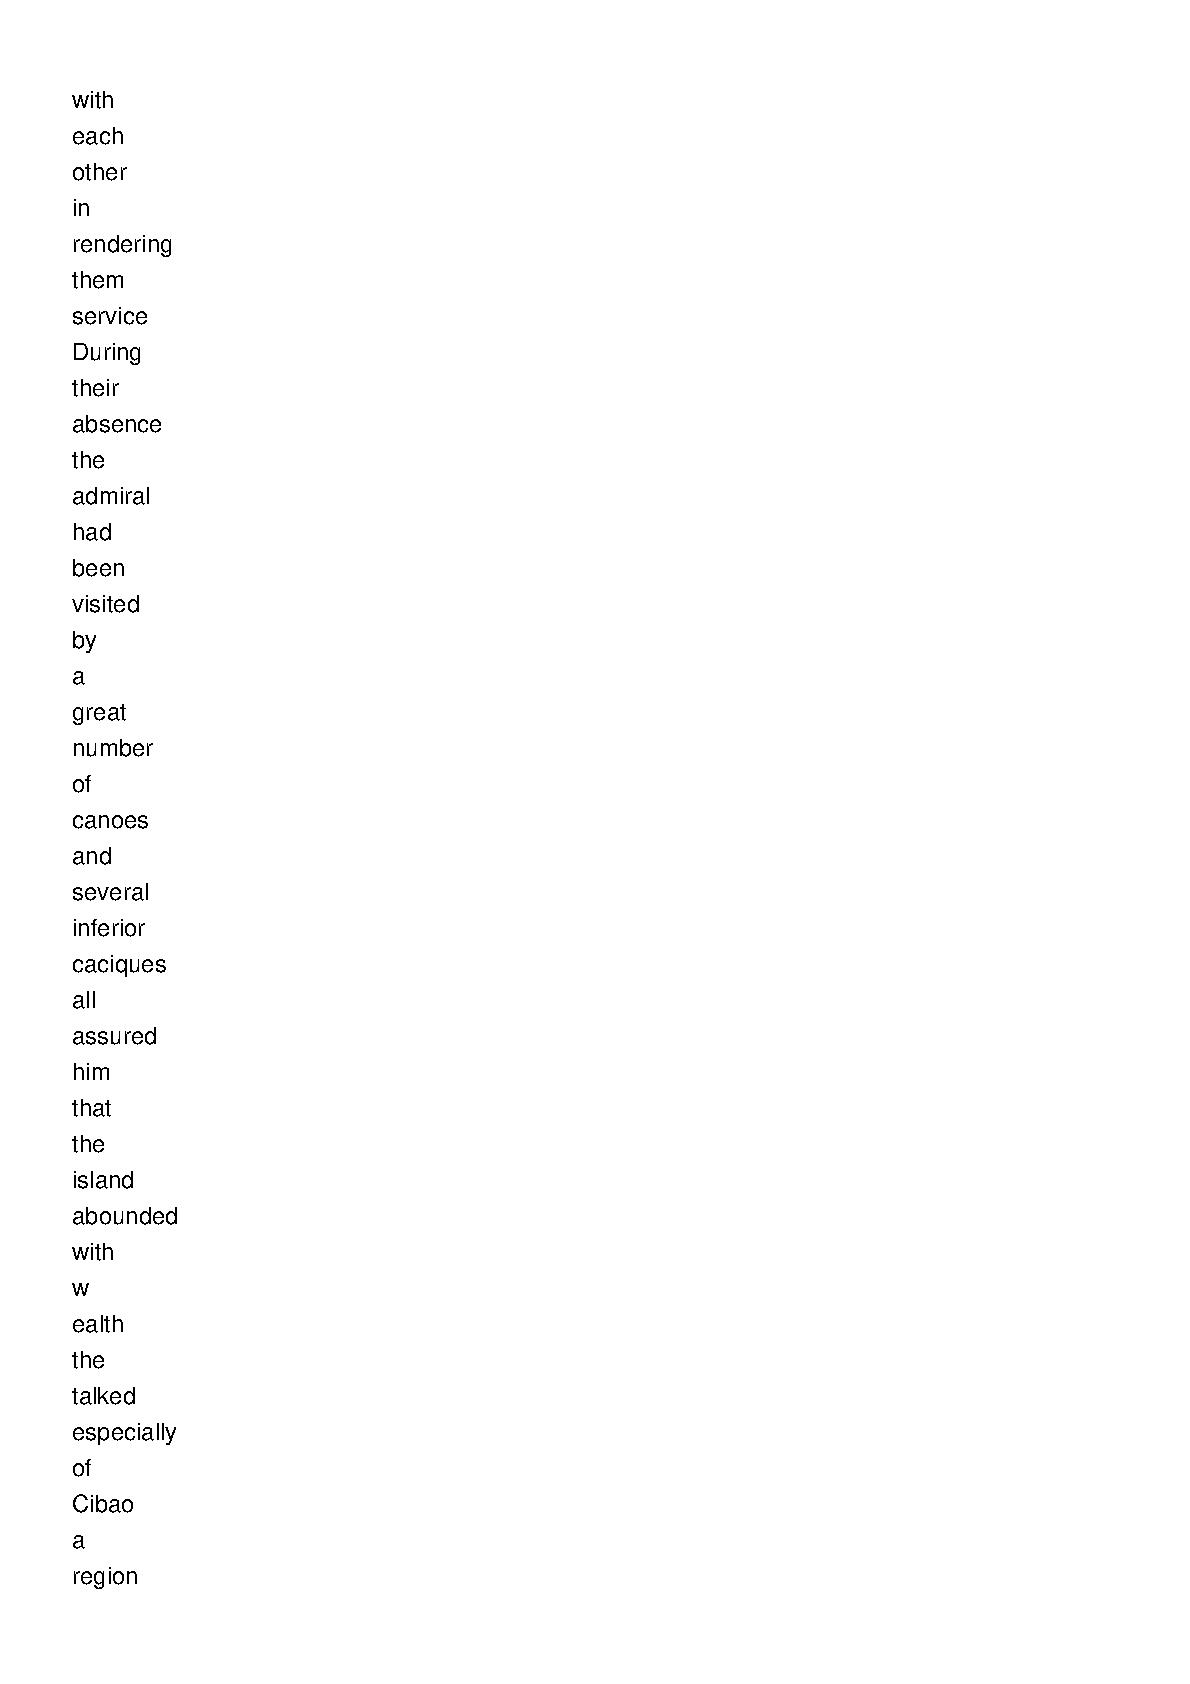 with
each
other
in
rendering
them
service
During
their
absence
the
admiral
had
been
visited
by
a
great
number
of
canoes
and
several
inferior
caciques
all
assured
him
that
the
island
abounded
with
w
ealth
the
talked
especially
of
Cibao
a
region